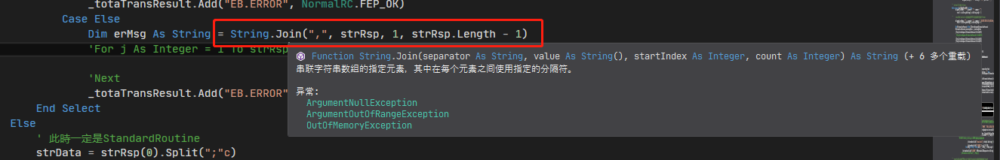 _totaTransResult.Add("EB.ERROR", NormalRC.FEP_OK)
Case Else
Dim erMsg As String = String.Join(",", strRsp, 1, strRsp.Length - 1)
'For j As Integer = 1 To strRsp
Function String.Join(separator As String, value As String(), startIndex As Integer, count As Integer) As String (+ 6 多个重载)
串联字符串数组的指定元素，其中在每个元素之间使用指定的分隔符。
'Next
_totaTransResult.Add("EB.ERROR"
异常:
ArgumentNullException
ArgumentOutOfRangeException
OutOfMemoryException
End Select
Else
' 此時一定是StandardRoutine
strData = strRsp(0).Split(";"c)